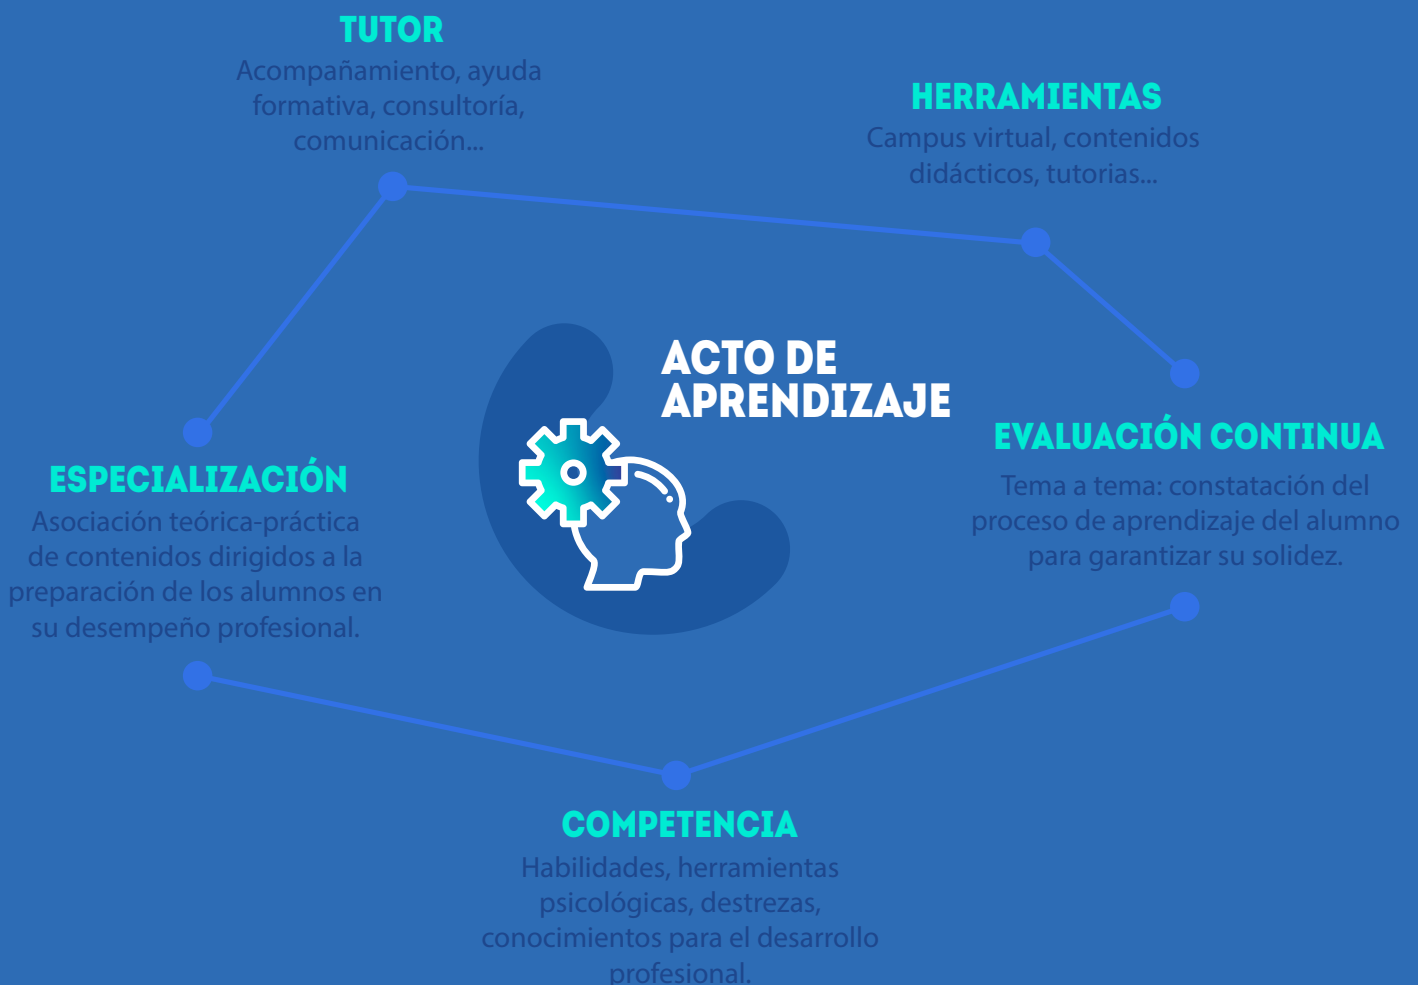 TUTOR
Acompañamiento, ayuda
formativa, consultoría,
comunicación...
HERRAMIENTAS
Campus virtual, contenidos
didácticos, tutorias...
ACTO DE
APRENDIZAJE
EVALUACIÓN CONTINUA
Tema a tema: constatación del
proceso de aprendizaje del alumno
para garantizar su solidez.
ESPECIALIZACIÓN
Asociación teórica-práctica
de contenidos dirigidos a la
preparación de los alumnos en
su desempeño profesional.
COMPETENCIA
Habilidades, herramientas
psicológicas, destrezas,
conocimientos para el desarrollo
profesional.